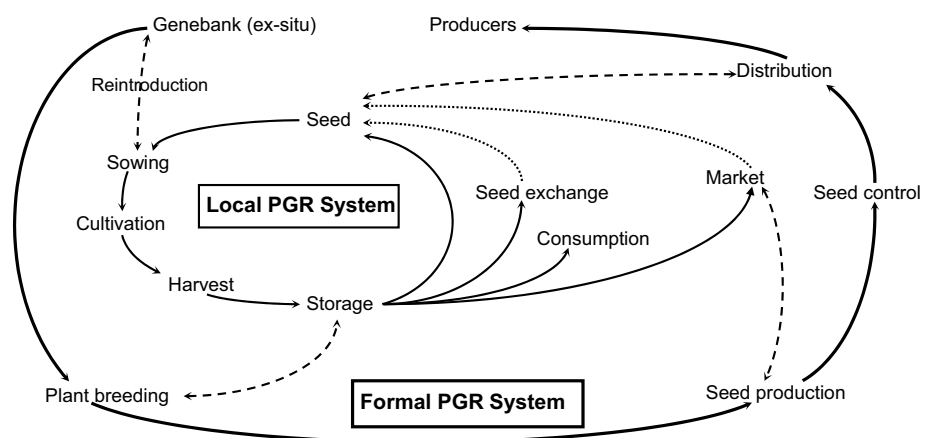 Genebank (ex-situ)
Producers
Distribution
Reintroduction
Seed
Sowing
Market
Seed exchange
Seed control
Local PGR System
Cultivation
Consumption
Harvest
Storage
Plant breeding
Seed production
Formal PGR System